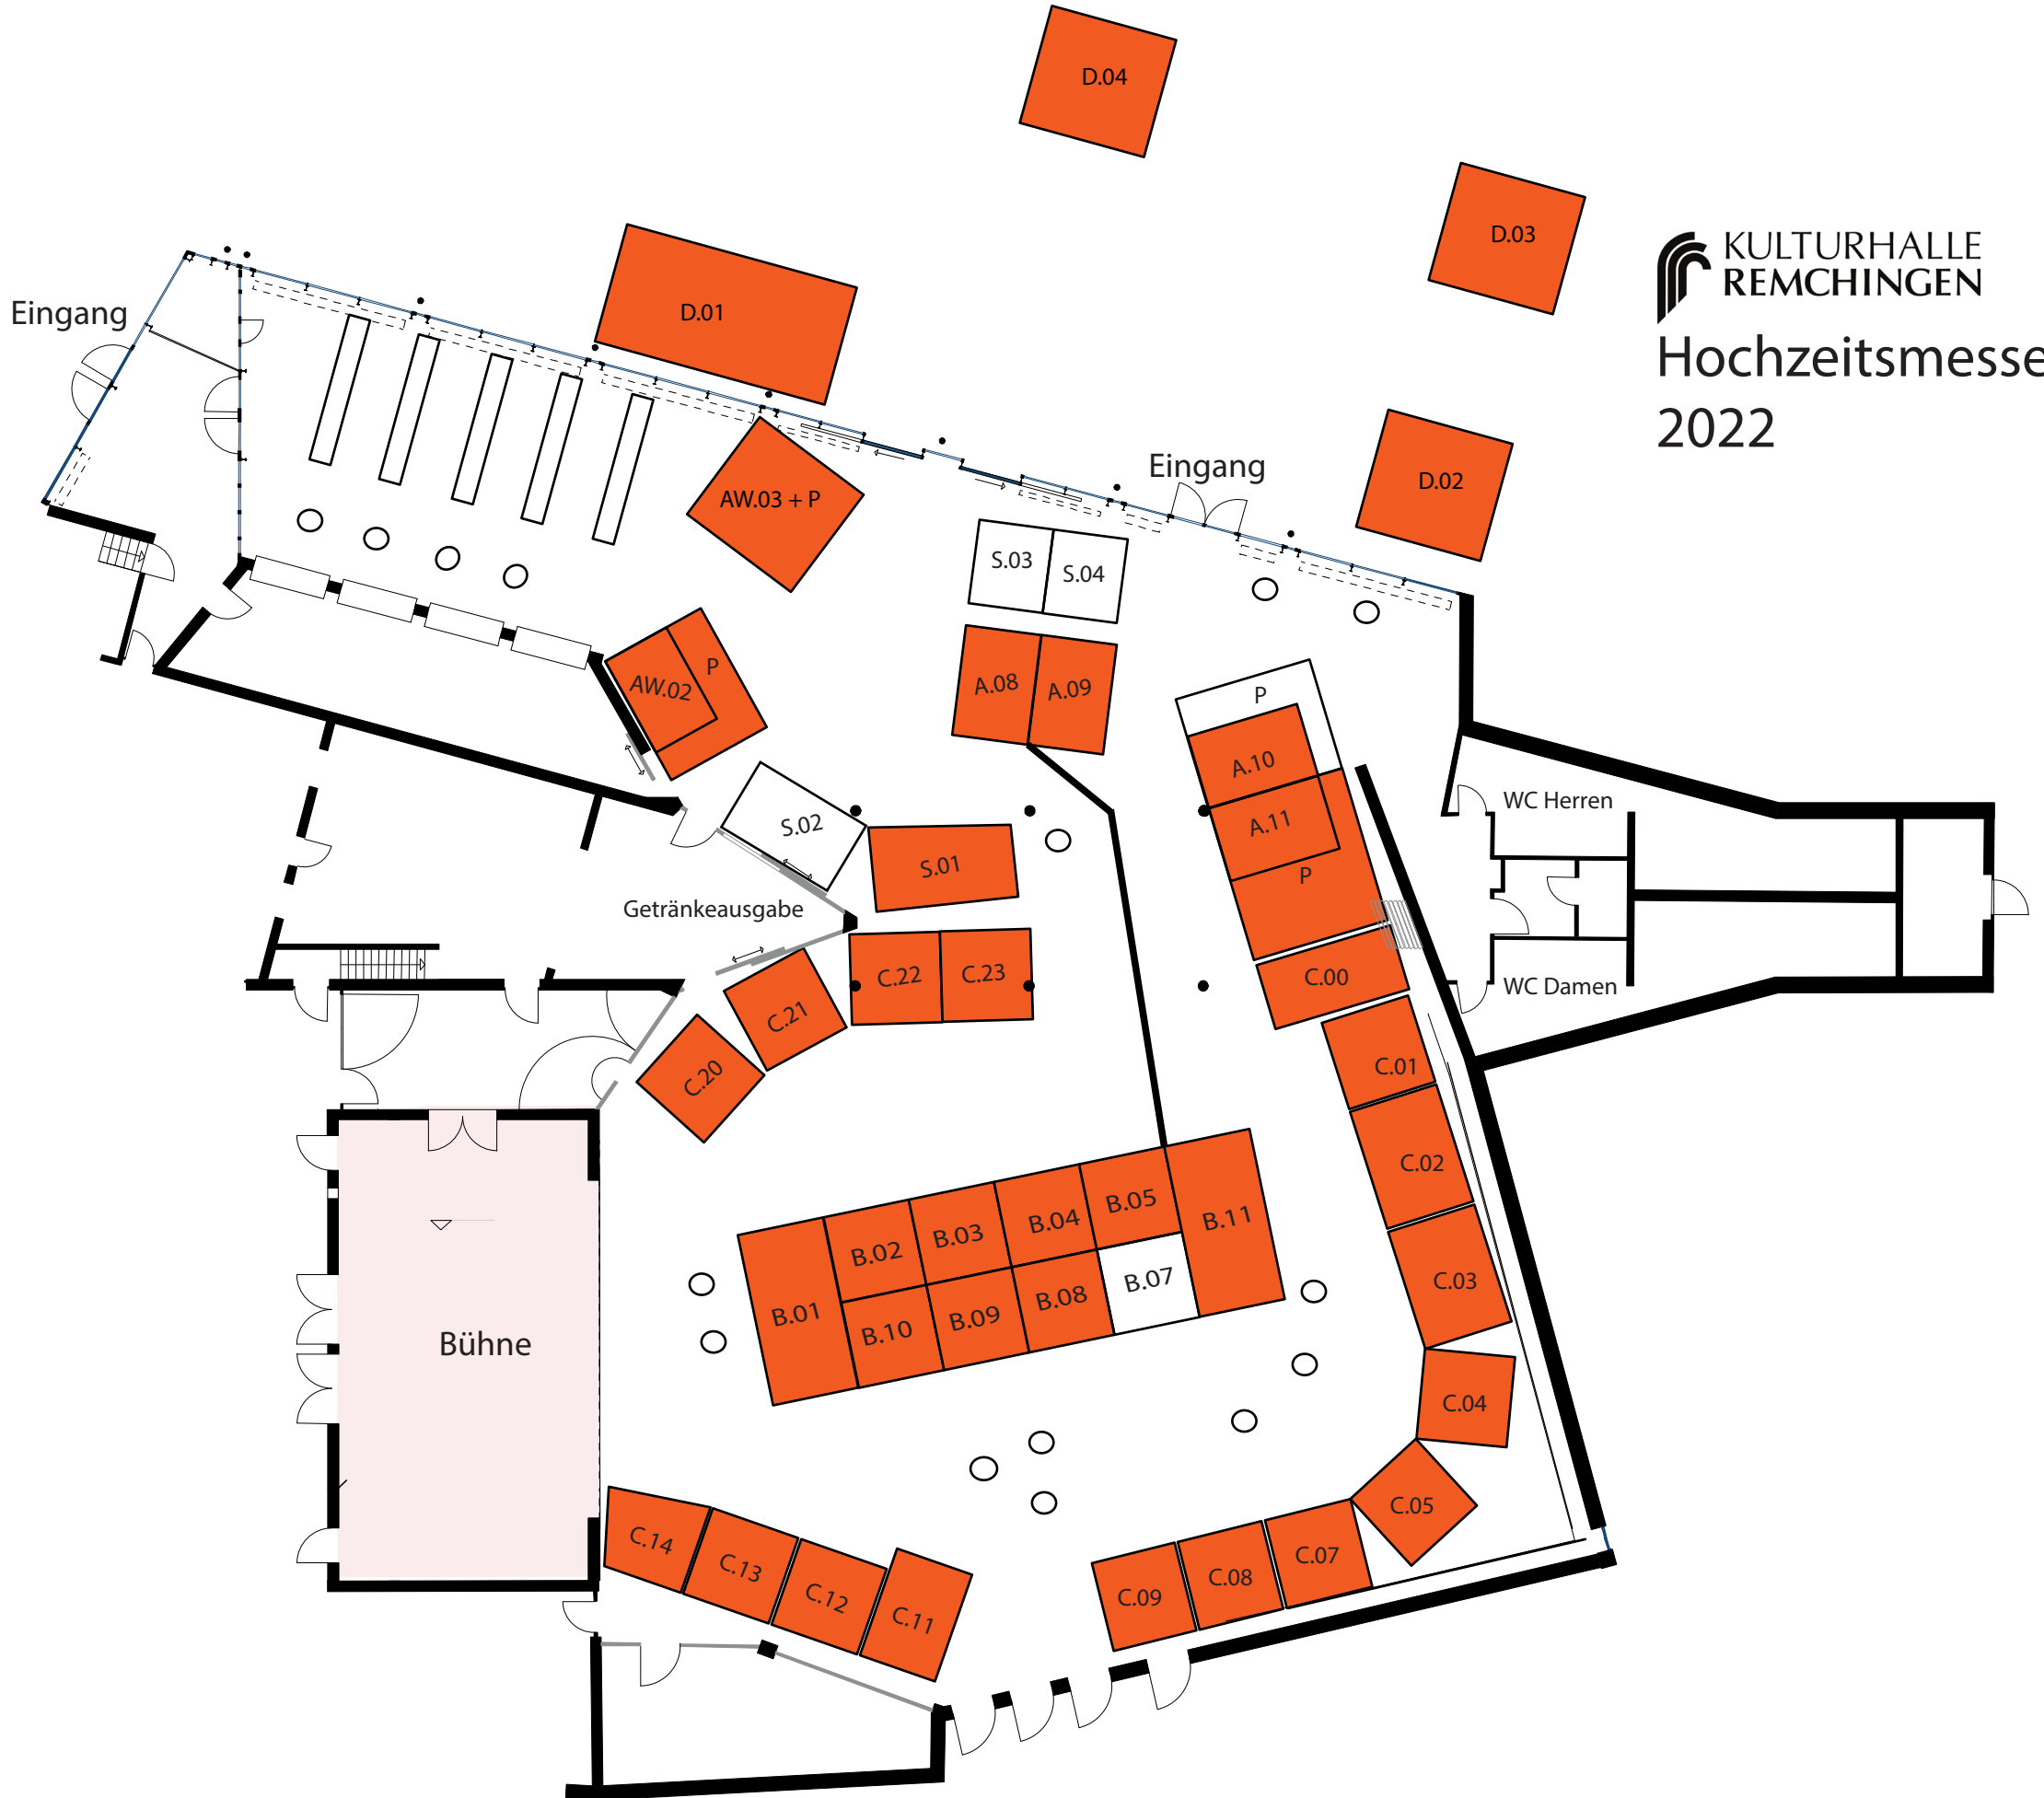 D.04
D.03
KULTURHALLE
REMCHINGEN
Hochzeitsmesse
2022
Eingang
D.01
Eingang
D.02
AW.03 + P
S.03
S.04
AW.02
P
A.08
A.09
P
A.10
A.11
P
WC Herren
S.02
S.01
Getränkeausgabe
C.22
C.23
C.00
WC Damen
C.21
C.20
C.01
C.02
B.01
B.02
B.03
B.04
B.05
B.11
B.10
B.09
B.08
B.07
C.03
Bühne
C.04
C.05
C.14
C.13
C.12
C.11
C.09
C.08
C.07